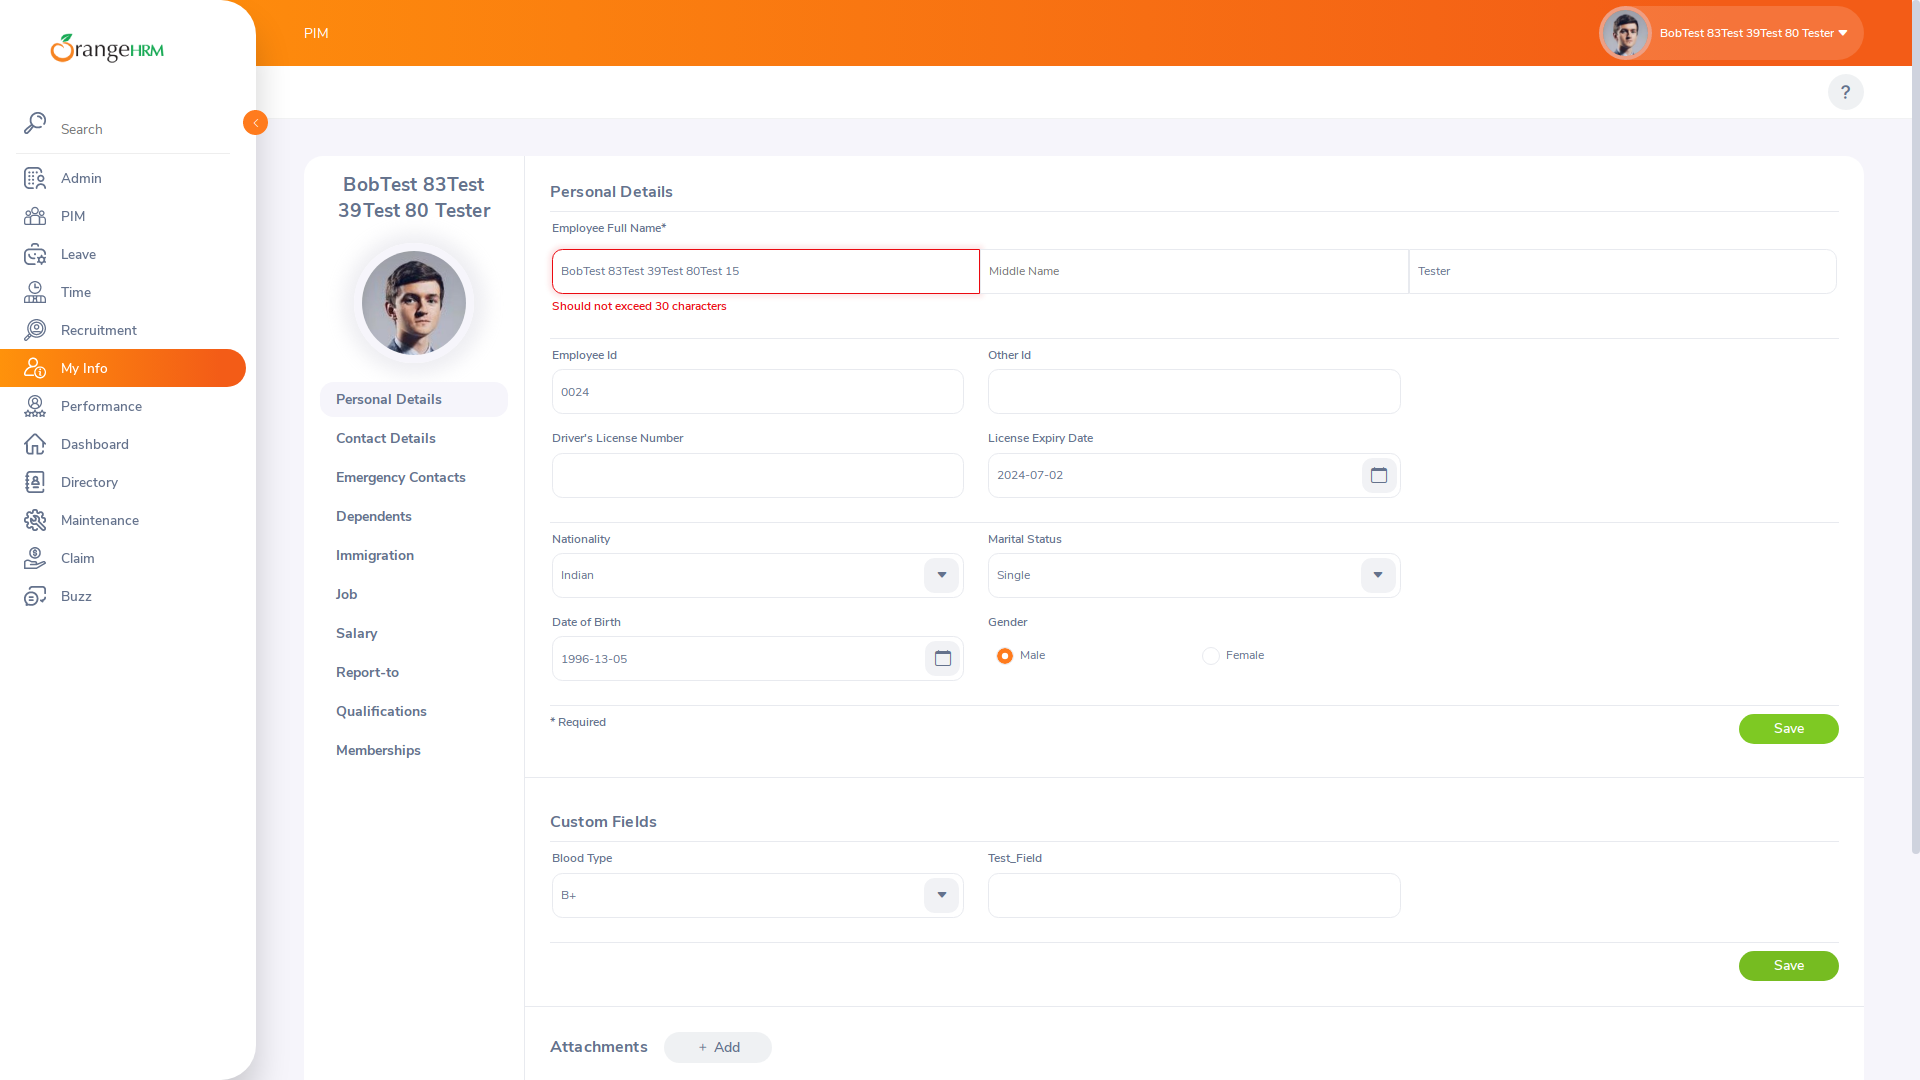 OrangeHRM
PIM
BobTest 83Test 39Test 80 Tester
?
Search
Admin
PIM
Leave
Time
Recruitment
My Info
Performance
Dashboard
Directory
Maintenance
Claim
Buzz
BobTest 83Test
39Test 80 Tester
Personal Details
Contact Details
Emergency Contacts
Dependents
Immigration
Job
Salary
Report-to
Qualifications
Memberships
Personal Details
Employee Full Name*
BobTest 83Test 39Test 80Test 15 Middle Name Tester
Should not exceed 30 characters
Employee Id Other Id
0024
Driver's License Number License Expiry Date
2024-07-02
Nationality Marital Status
Indian Single
Date of Birth Gender
1996-13-05 Male Female
* Required Save
Custom Fields
Blood Type Test_Field
B+
Save
Attachments + Add